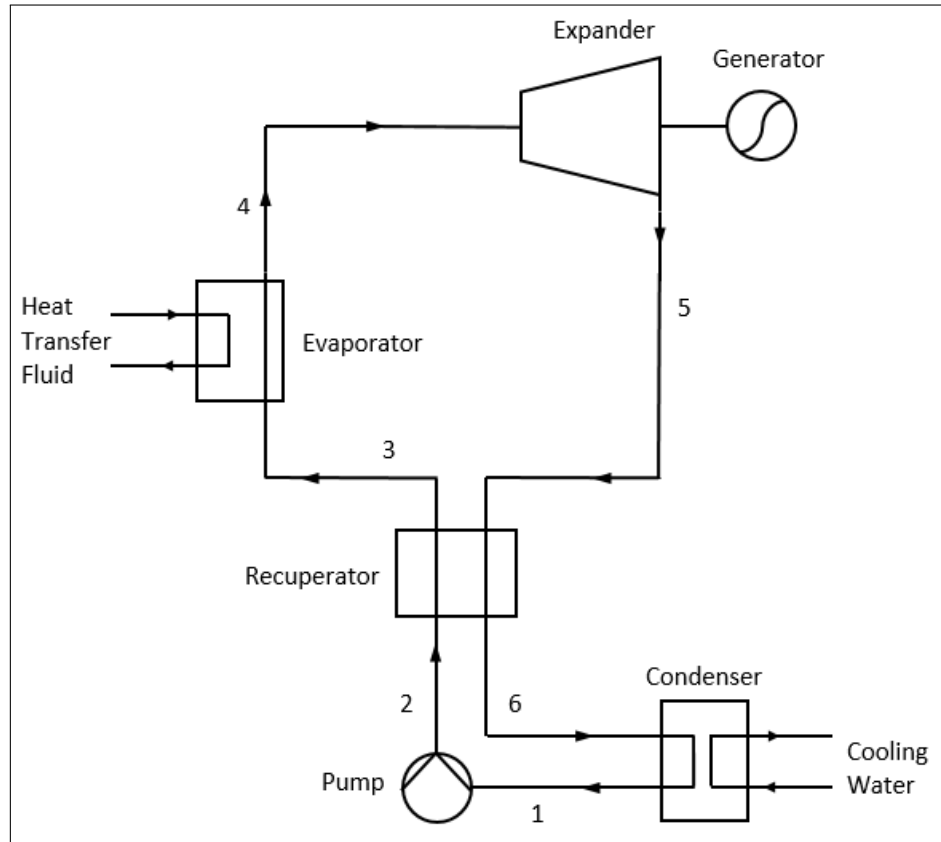 Expander
Generator
4
Heat
Transfer
Fluid
Evaporator
5
3
Recuperator
2
6
Condenser
Pump
1
Cooling
Water